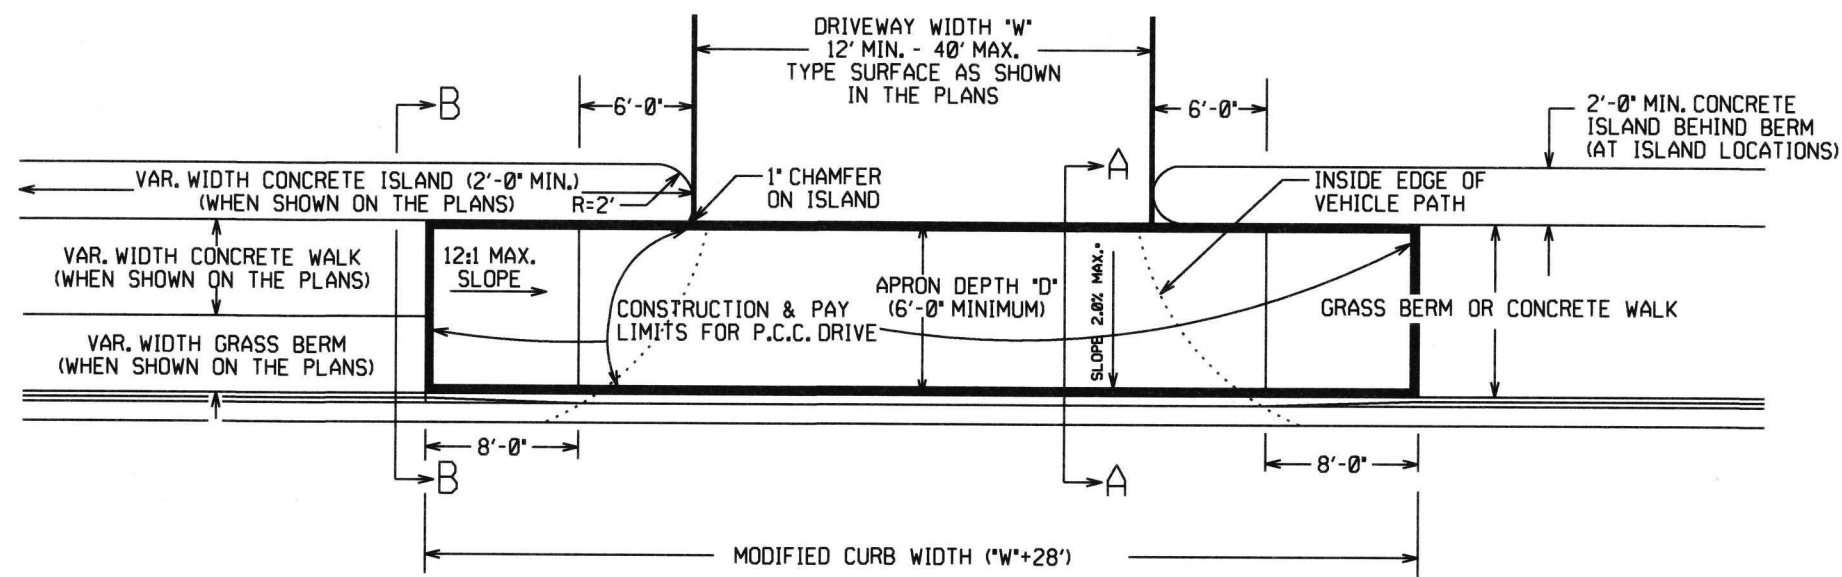 DRIVEWAY WIDTH "W"
12' MIN. - 40' MAX.
TYPE SURFACE AS SHOWN
IN THE PLANS
B
6'-0"
6'-0"
2'-0" MIN. CONCRETE
ISLAND BEHIND BERM
(AT ISLAND LOCATIONS)
A
VAR. WIDTH CONCRETE ISLAND (2'-0" MIN.)
(WHEN SHOWN ON THE PLANS)
R=2'
1" CHAMFER
ON ISLAND
INSIDE EDGE OF
VEHICLE PATH
VAR. WIDTH CONCRETE WALK
(WHEN SHOWN ON THE PLANS)
12:1 MAX.
SLOPE
CONSTRUCTION & PAY
LIMITS FOR P.C.C. DRIVE
APRON DEPTH "D"
(6'-0" MINIMUM)
SLOPE 2.0% MAX.*
GRASS BERM OR CONCRETE WALK
VAR. WIDTH GRASS BERM
(WHEN SHOWN ON THE PLANS)
8'-0"
8'-0"
B
A
MODIFIED CURB WIDTH ("W"+28')